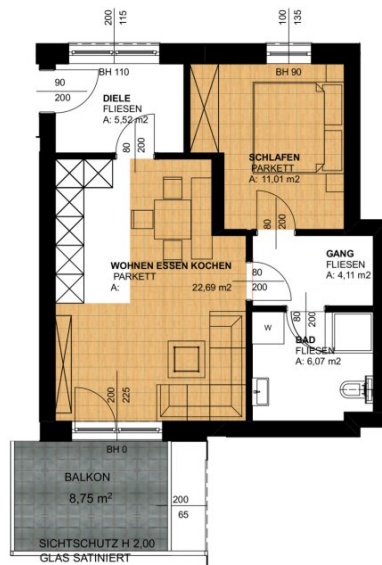 200
115
100
135
BH 110
BH 90
90
200
DIELE
FLIESEN
A: 5,52 m2
80
200
SCHLAFEN
PARKETT
A: 11,01 m2
80
200
GANG
FLIESEN
A: 4,11 m2
WOHNEN ESSEN KOCHEN
PARKETT
A: 22,69 m2
80
200
80
200
W
BAD
FLIESEN
A: 6,07 m2
200
225
BH 0
BALKON
8,75 m²
200
65
SICHTSCHUTZ H 2,00
GLAS SATINIERT